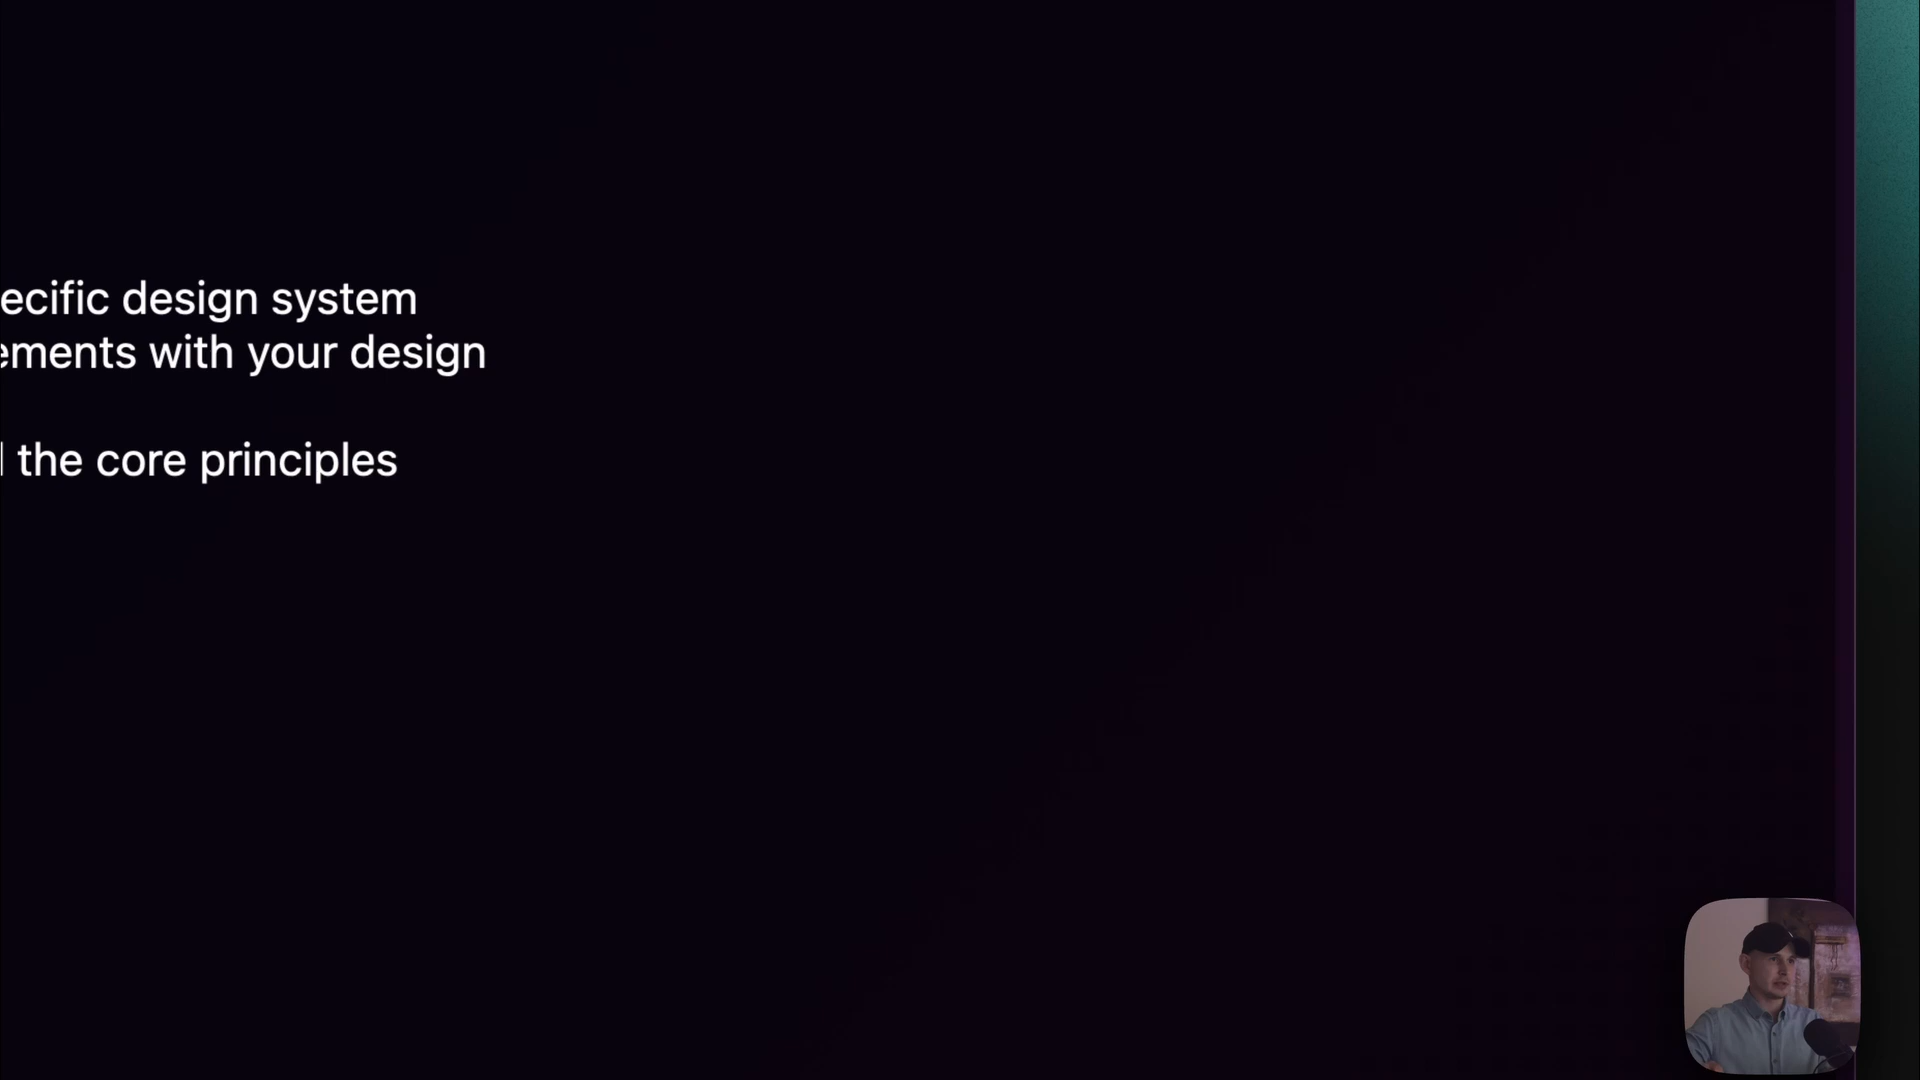 ecific design system
ements with your design
the core principles